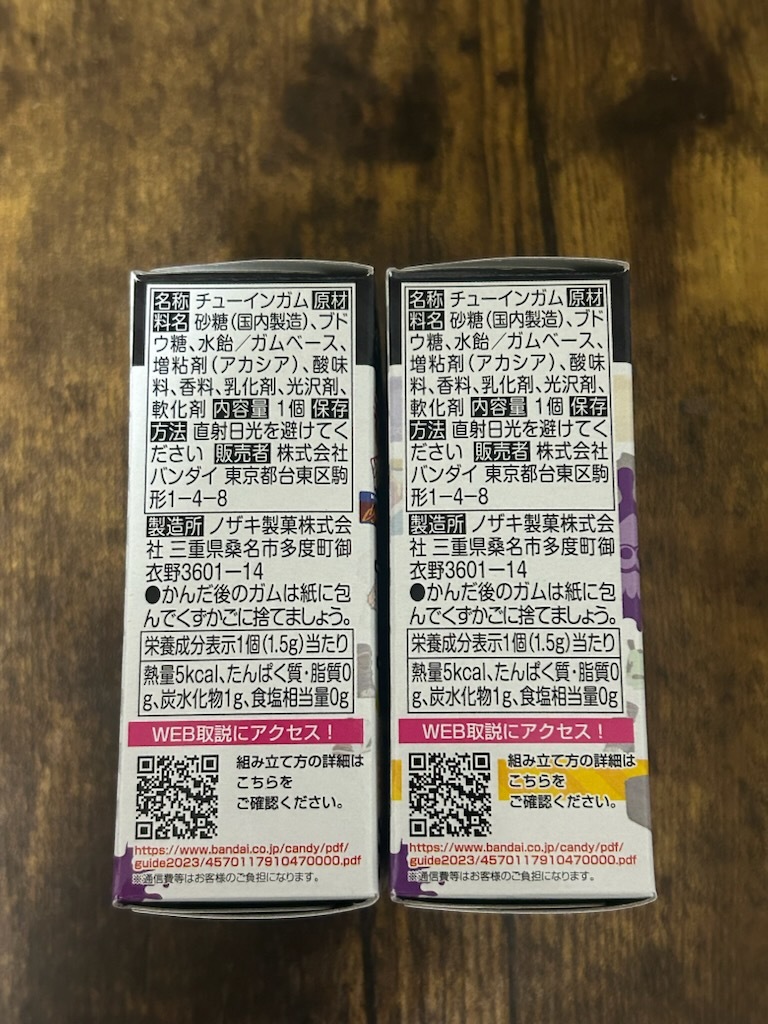 名称 チューインガム 原材
料名 砂糖(国内製造)、ブド
ウ糖、水飴／ガムベース、
増粘剤(アカシア)、酸味
料、香料、乳化剤、光沢剤、
軟化剤 内容量 1個 保存
方法 直射日光を避けてく
ださい 販売者 株式会社
バンダイ 東京都台東区駒
形1-4-8
製造所 ノザキ製菓株式会
社 三重県桑名市多度町御
衣野3601-14
●かんだ後のガムは紙に包
んでくずかごに捨てましょう。
栄養成分表示1個(1.5g)当たり
熱量5kcal、たんぱく質・脂質0
g、炭水化物1g、食塩相当量0g
WEB取説にアクセス！
組み立て方の詳細は
こちらを
ご確認ください。
https://www.bandai.co.jp/candy/pdf/
guide2023/4570117910470000.pdf
※通信費等はお客様のご負担になります。
名称 チューインガム 原材
料名 砂糖(国内製造)、ブド
ウ糖、水飴／ガムベース、
増粘剤(アカシア)、酸味
料、香料、乳化剤、光沢剤、
軟化剤 内容量 1個 保存
方法 直射日光を避けてく
ださい 販売者 株式会社
バンダイ 東京都台東区駒
形1-4-8
製造所 ノザキ製菓株式会
社 三重県桑名市多度町御
衣野3601-14
●かんだ後のガムは紙に包
んでくずかごに捨てましょう。
栄養成分表示1個(1.5g)当たり
熱量5kcal、たんぱく質・脂質0
g、炭水化物1g、食塩相当量0g
WEB取説にアクセス！
組み立て方の詳細は
こちらを
ご確認ください。
https://www.bandai.co.jp/candy/pdf/
guide2023/4570117910470000.pdf
※通信費等はお客様のご負担になります。